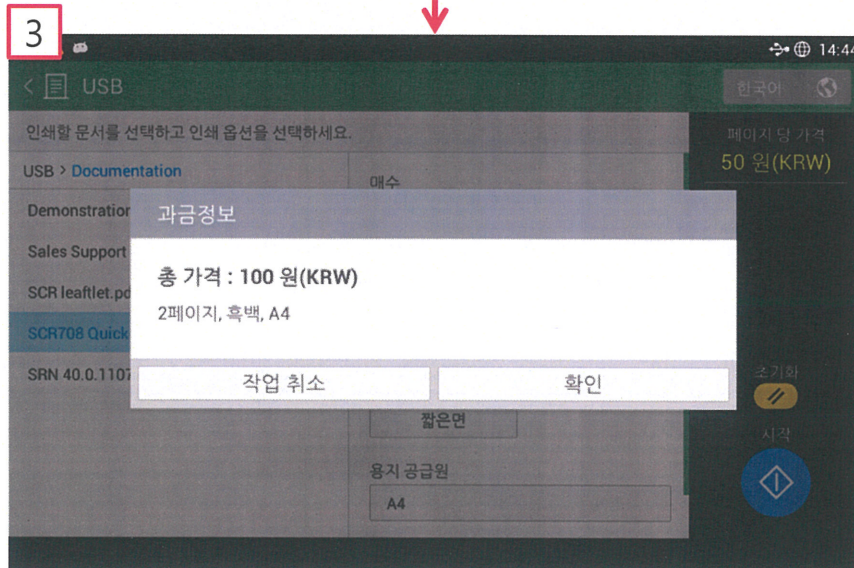 3
14:44
< USB
한국어
인쇄할 문서를 선택하고 인쇄 옵션을 선택하세요.
페이지 당 가격
50 원(KRW)
USB > Documentation
매수
Demonstration
과금정보
Sales Support
총 가격 : 100 원(KRW)
SCR leaftlet.pd
2페이지, 흑백, A4
SCR708 Quick
SRN 40.0.1107
작업 취소
확인
초기화
짧은면
시작
용지 공급원
A4